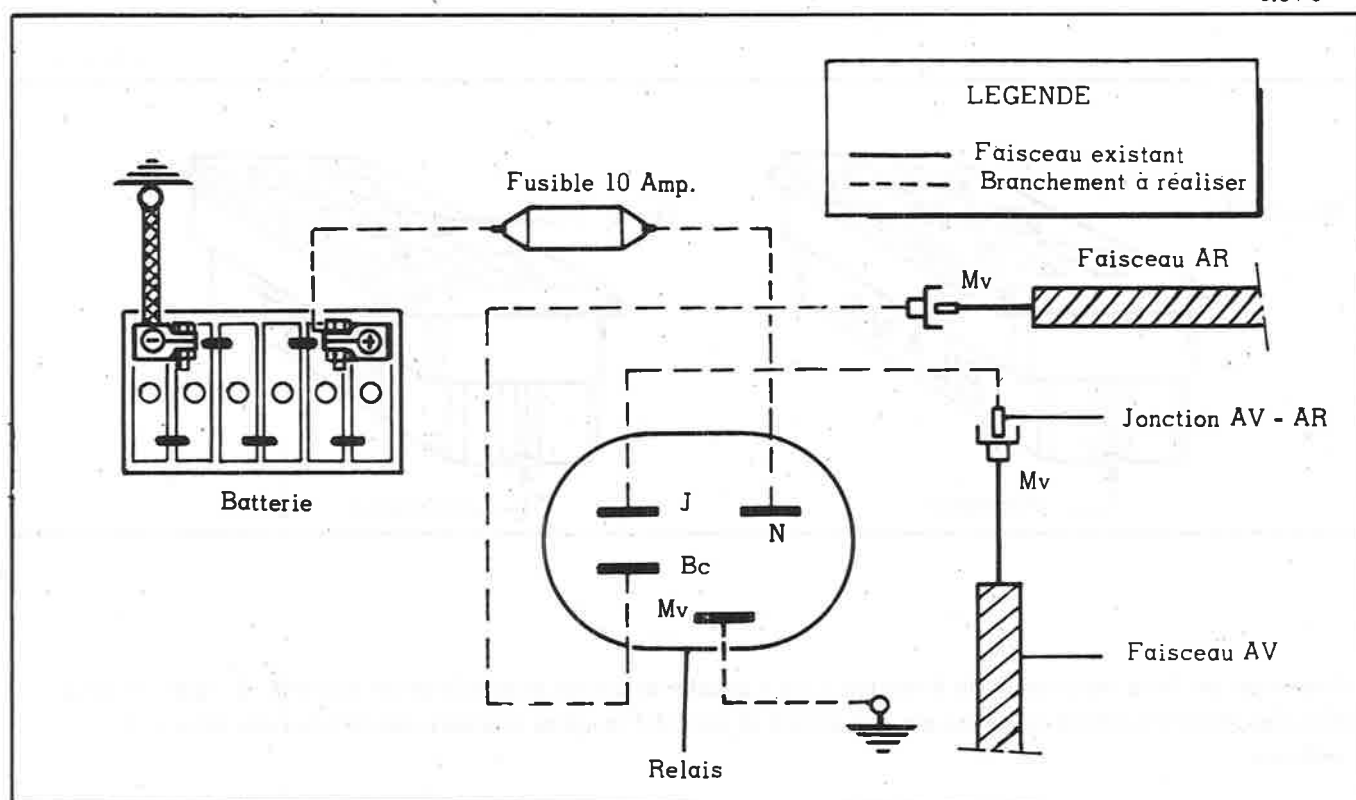 LEGENDE
Faisceau existant
Branchement à réaliser
Fusible 10 Amp.
Faisceau AR
Mv
Jonction AV - AR
Mv
Batterie
J
N
Bc
Mv
Faisceau AV
Relais